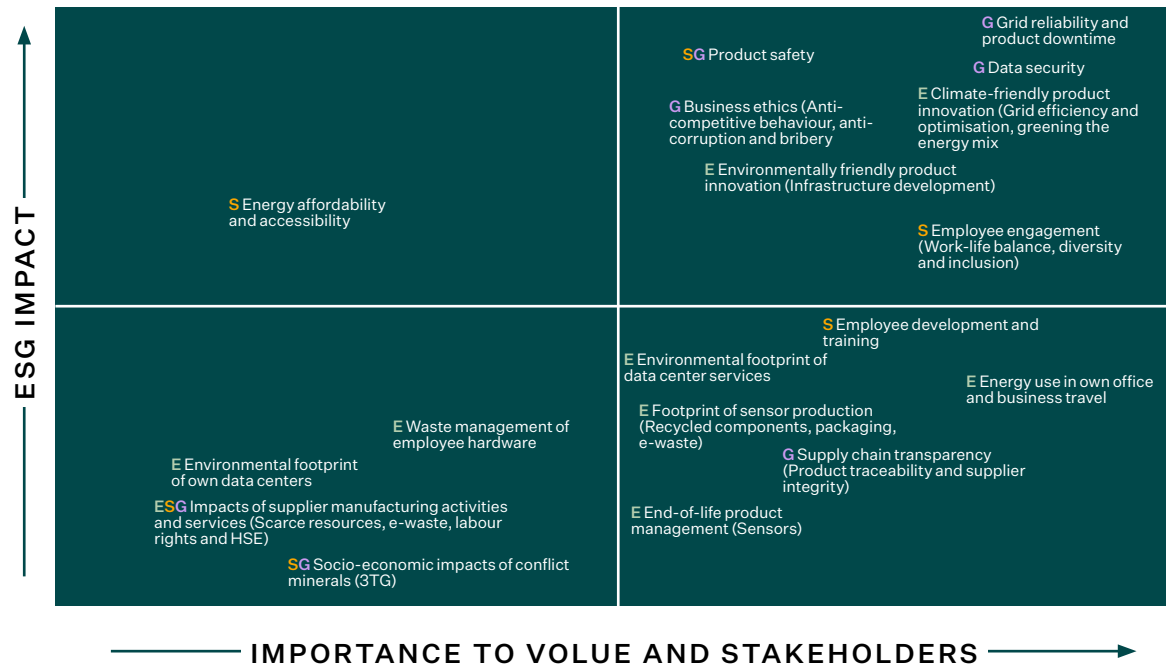 G Grid reliability and
product downtime
SG Product safety
G Data security
E Climate-friendly product
innovation (Grid efficiency and
optimisation, greening the
energy mix
G Business ethics (Anti-
competitive behaviour, anti-
corruption and bribery
E Environmentally friendly product
innovation (Infrastructure development)
S Energy affordability
and accessibility
S Employee engagement
(Work-life balance, diversity
and inclusion)
ESG IMPACT
S Employee development and
training
E Environmental footprint of
data center services
E Energy use in own office
and business travel
E Footprint of sensor production
(Recycled components, packaging,
e-waste)
E Waste management of
employee hardware
G Supply chain transparency
(Product traceability and supplier
integrity)
E Environmental footprint
of own data centers
ESG Impacts of supplier manufacturing activities
and services (Scarce resources, e-waste, labour
rights and HSE)
E End-of-life product
management (Sensors)
SG Socio-economic impacts of conflict
minerals (3TG)
IMPORTANCE TO VOLUE AND STAKEHOLDERS